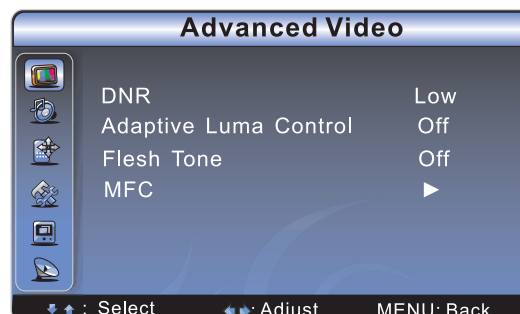 Advanced Video
DNR Low
Adaptive Luma Control Off
Flesh Tone Off
MFC ►
: Select : Adjust MENU: Back